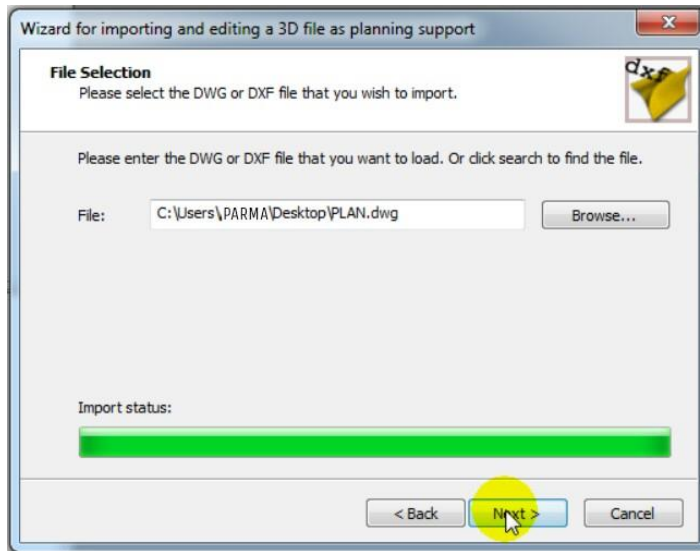 Wizard for importing and editing a 3D file as planning support
File Selection
Please select the DWG or DXF file that you wish to import.
dxf
Please enter the DWG or DXF file that you want to load. Or click search to find the file.
File: C:\Users\PARMA\Desktop\PLAN.dwg Browse...
Import status:
< Back Next > Cancel